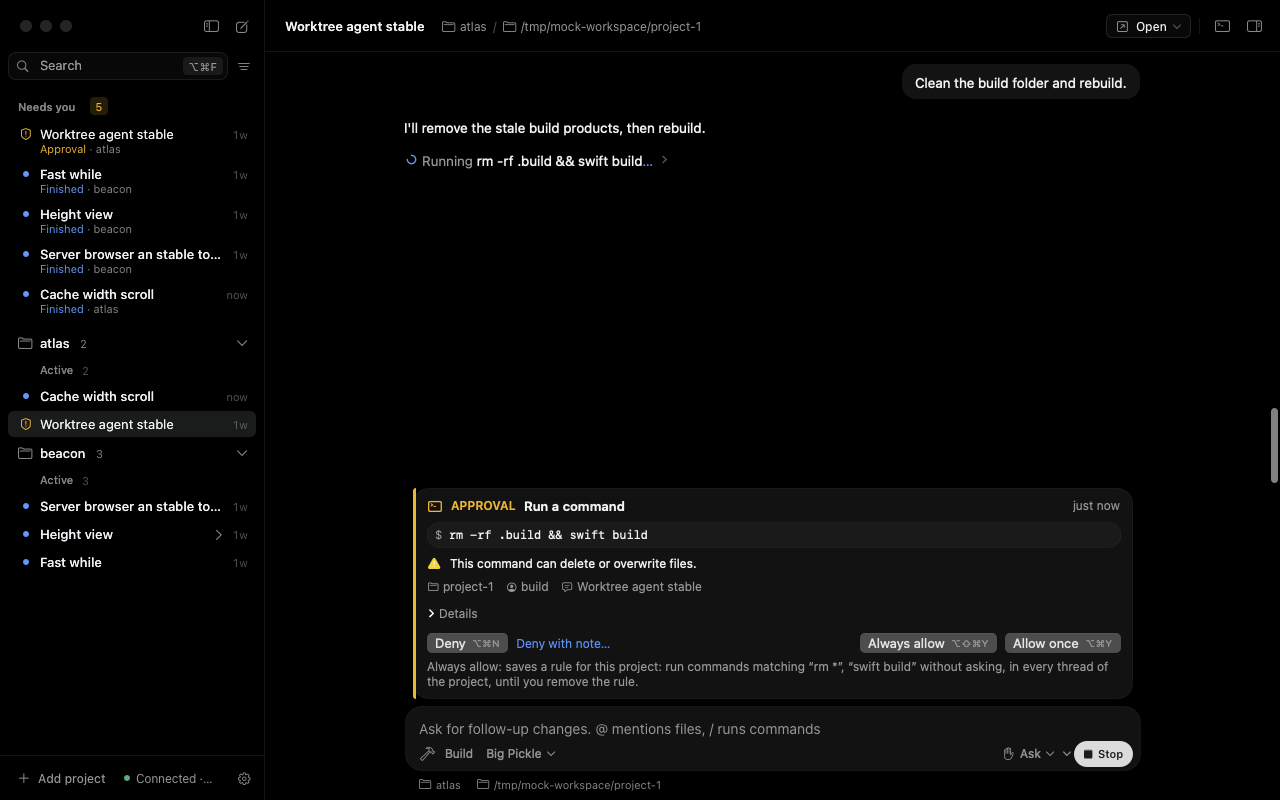 Search ⌥⌘F
Needs you 5
Worktree agent stable 1w
Approval · atlas
Fast while 1w
Finished · beacon
Height view 1w
Finished · beacon
Server browser an stable to... 1w
Finished · beacon
Cache width scroll now
Finished · atlas
atlas 2
Active 2
Cache width scroll now
Worktree agent stable 1w
beacon 3
Active 3
Server browser an stable to... 1w
Height view 1w
Fast while 1w
Add project
Connected ·...
Worktree agent stable atlas / /tmp/mock-workspace/project-1 Open
Clean the build folder and rebuild.
I'll remove the stale build products, then rebuild.
Running rm -rf .build && swift build...
APPROVAL Run a command just now
$ rm -rf .build && swift build
This command can delete or overwrite files.
project-1 build Worktree agent stable
Details
Deny ⌥⌘N Deny with note... Always allow ⌥⇧⌘Y Allow once ⌥⌘Y
Always allow: saves a rule for this project: run commands matching “rm *”, “swift build” without asking, in every thread of
the project, until you remove the rule.
Ask for follow-up changes. @ mentions files, / runs commands
Build Big Pickle Ask Stop
atlas /tmp/mock-workspace/project-1